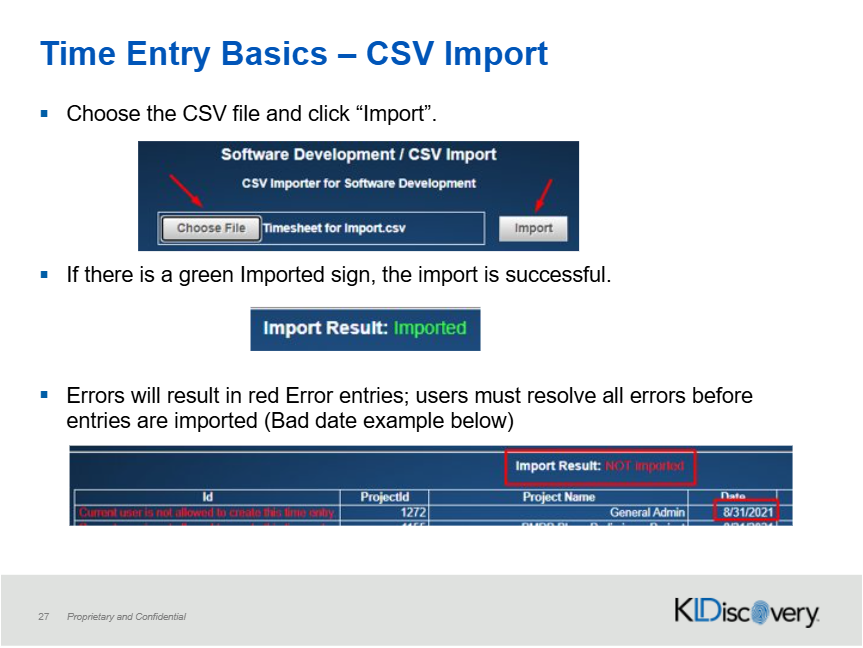 Time Entry Basics – CSV Import
▪ Choose the CSV file and click “Import”.
Software Development / CSV Import
CSV Importer for Software Development
Choose File Timesheet for Import.csv Import
▪ If there is a green Imported sign, the import is successful.
Import Result: Imported
▪ Errors will result in red Error entries; users must resolve all errors before
entries are imported (Bad date example below)
Import Result: NOT Imported
Id ProjectId Project Name Date
Current user is not allowed to create this time entry. 1272 General Admin 8/31/2021
27 Proprietary and Confidential
KLDiscovery